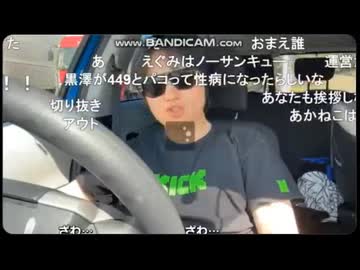 www.BANDICAM.com
た
おまえ誰
あ
えぐみはノーサンキュー
運営
！！
黒澤が449とパコって性病になったらしいな
あなたも挨拶し
切り抜き
アウト
あかねこは
KICK
ざわ…
ざわ…